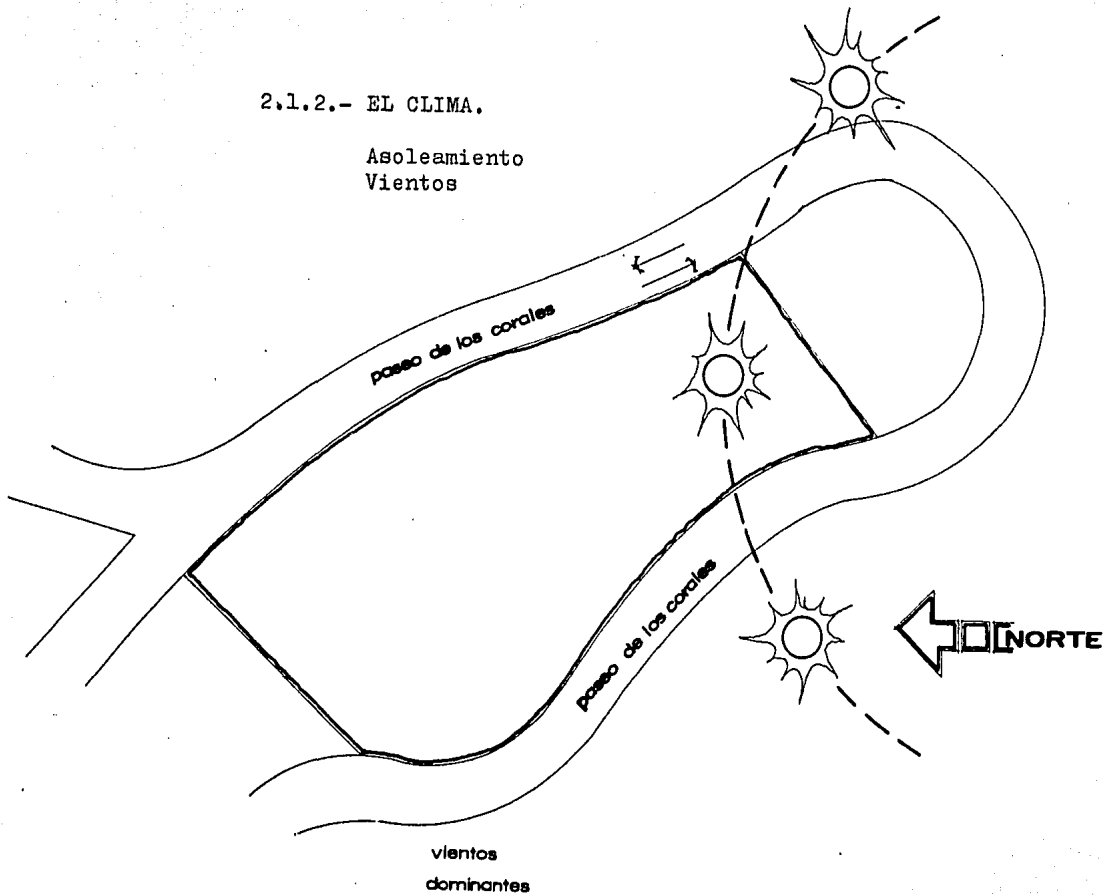 2.1.2.- EL CLIMA.
Asoleamiento
Vientos
paseo de los corales
paseo de los corales
NORTE
vientos
dominantes